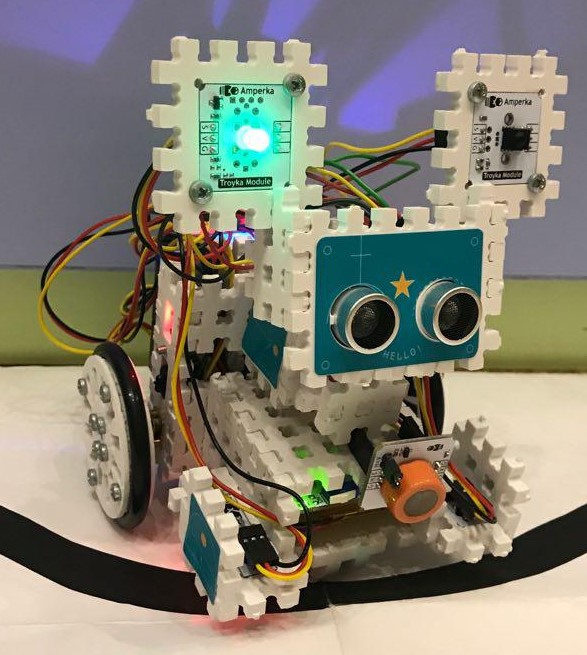 Amperka
S V G
Troyka Module
Amperka
Troyka Module
HELLO!